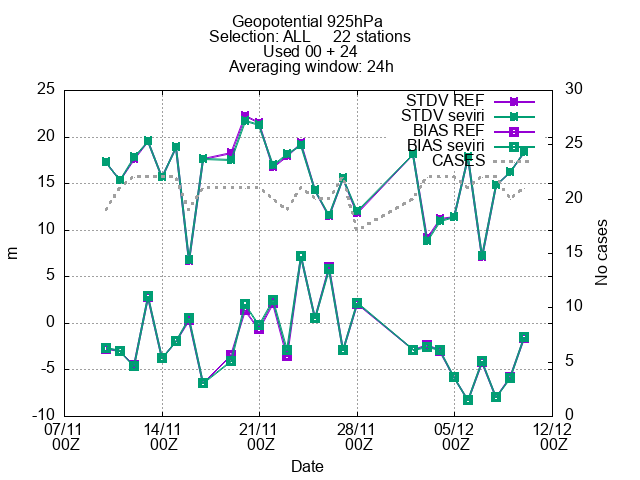 Geopotential 925hPa
Selection: ALL     22 stations
Used 00 + 24
Averaging window: 24h
25
20
15
10
5
0
-5
-10
m
30
25
20
15
10
5
0
No cases
STDV REF
STDV seviri
BIAS REF
BIAS seviri
CASES
07/11 14/11 21/11 28/11 05/12 12/12
00Z 00Z 00Z 00Z 00Z 00Z
Date